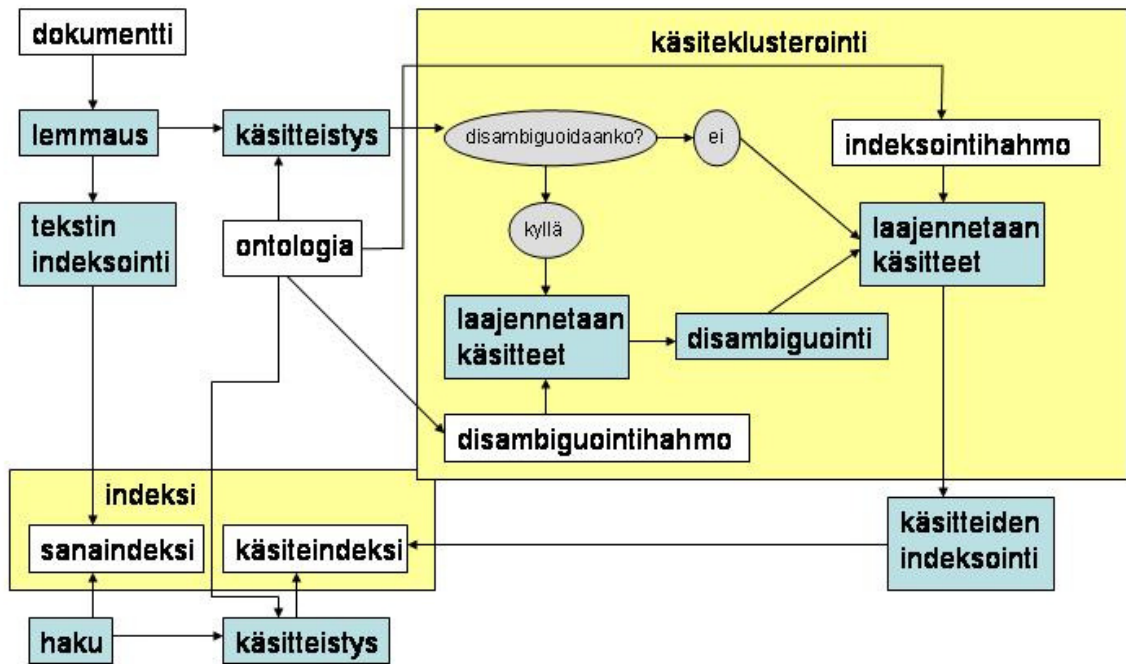 dokumentti
käsiteklusterointi
lemmaus
käsitteistys
disambiguoidaanko?
ei
indeksointihahmo
tekstin
indeksointi
ontologia
kyllä
laajennetaan
käsitteet
laajennetaan
käsitteet
disambiguointi
disambiguointihahmo
indeksi
sanaindeksi
käsiteindeksi
käsitteiden
indeksointi
haku
käsitteistys